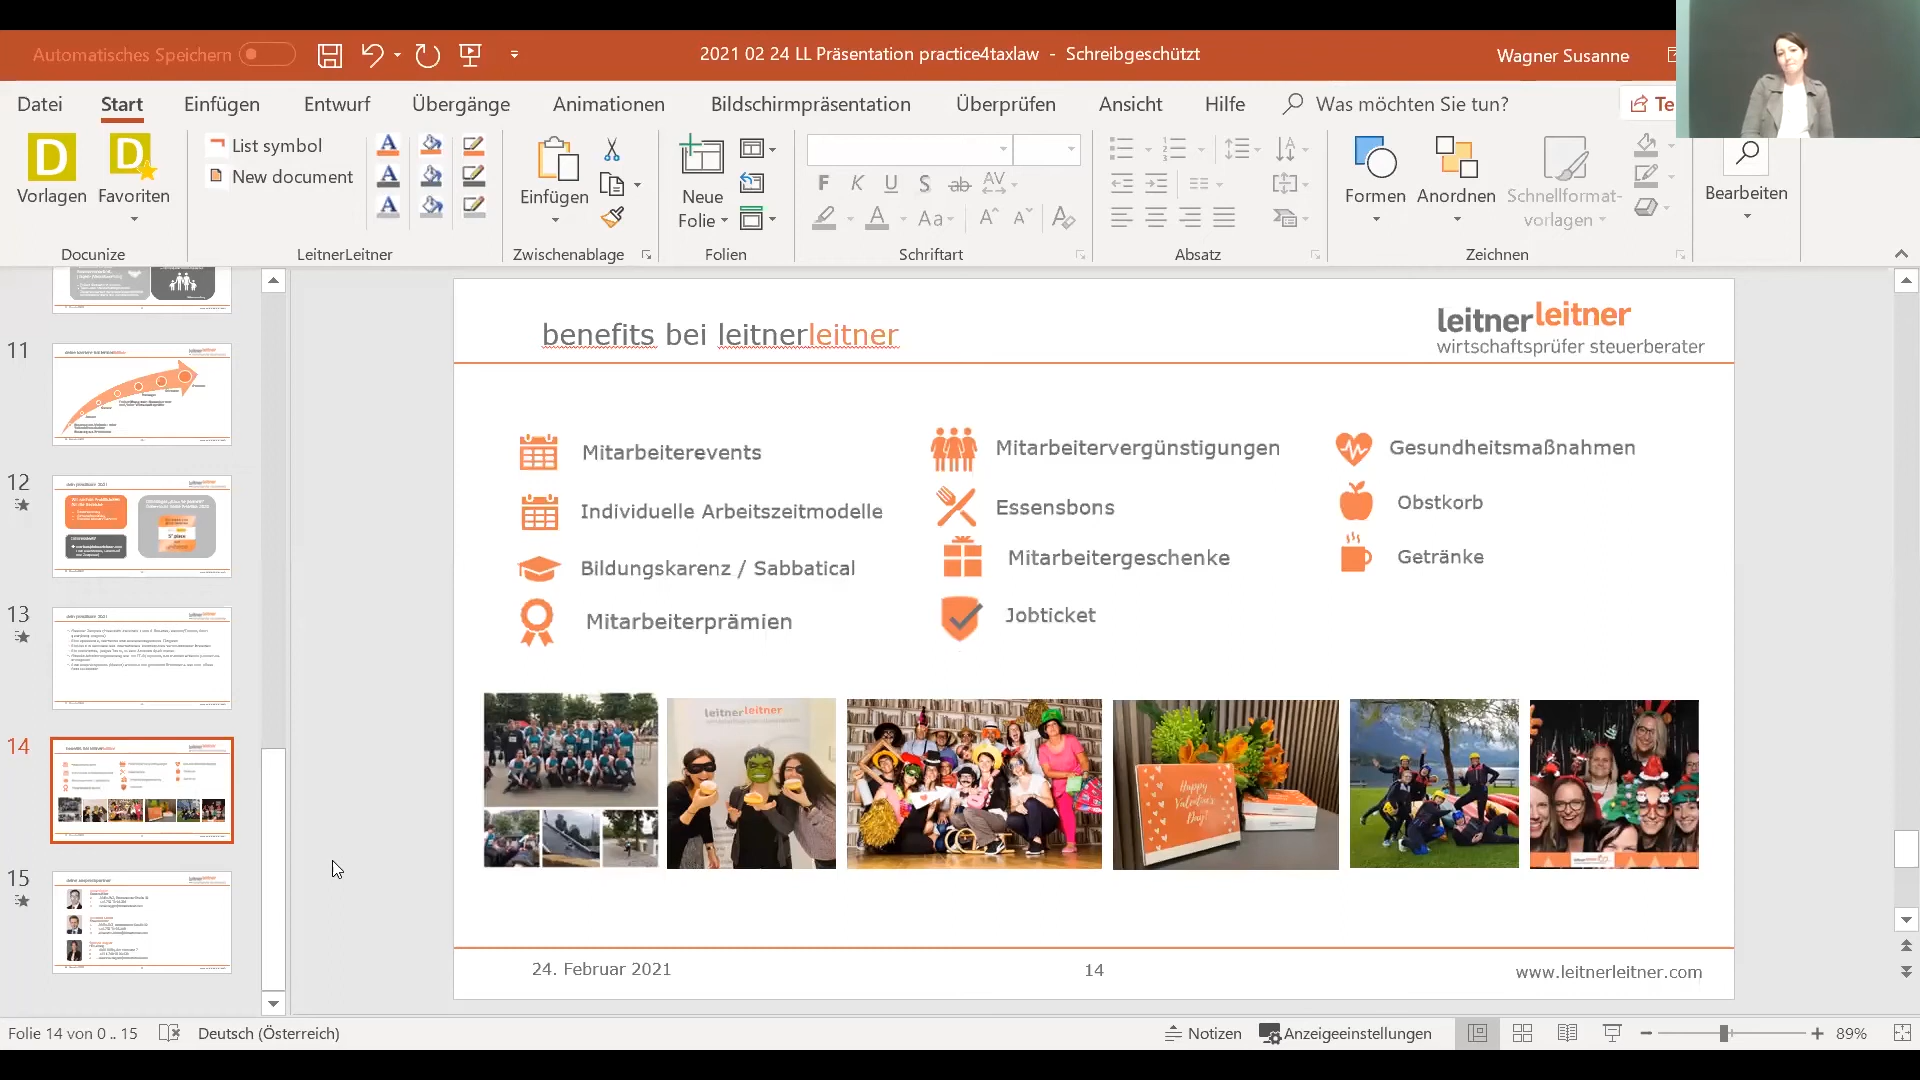 Automatisches Speichern
2021 02 24 LL Präsentation practice4taxlaw - Schreibgeschützt
Wagner Susanne
Datei Start Einfügen Entwurf Übergänge Animationen Bildschirmpräsentation Überprüfen Ansicht Hilfe Was möchten Sie tun? Te
Vorlagen
Favoriten
List symbol
New document
Einfügen
Neue
Folie
Formen
Anordnen
Schnellformat-
vorlagen
Bearbeiten
Docunize LeitnerLeitner Zwischenablage Folien Schriftart Absatz Zeichnen
11
12
13
14
15
benefits bei leitnerleitner
leitnerleitner
wirtschaftsprüfer steuerberater
Mitarbeiterevents
Individuelle Arbeitszeitmodelle
Bildungskarenz / Sabbatical
Mitarbeiterprämien
Mitarbeitervergünstigungen
Essensbons
Mitarbeitergeschenke
Jobticket
Gesundheitsmaßnahmen
Obstkorb
Getränke
leitnerleitner
Happy
Valentine's
Day!
24. Februar 2021
14
www.leitnerleitner.com
Folie 14 von 0 .. 15
Deutsch (Österreich)
Notizen
Anzeigeeinstellungen
89%